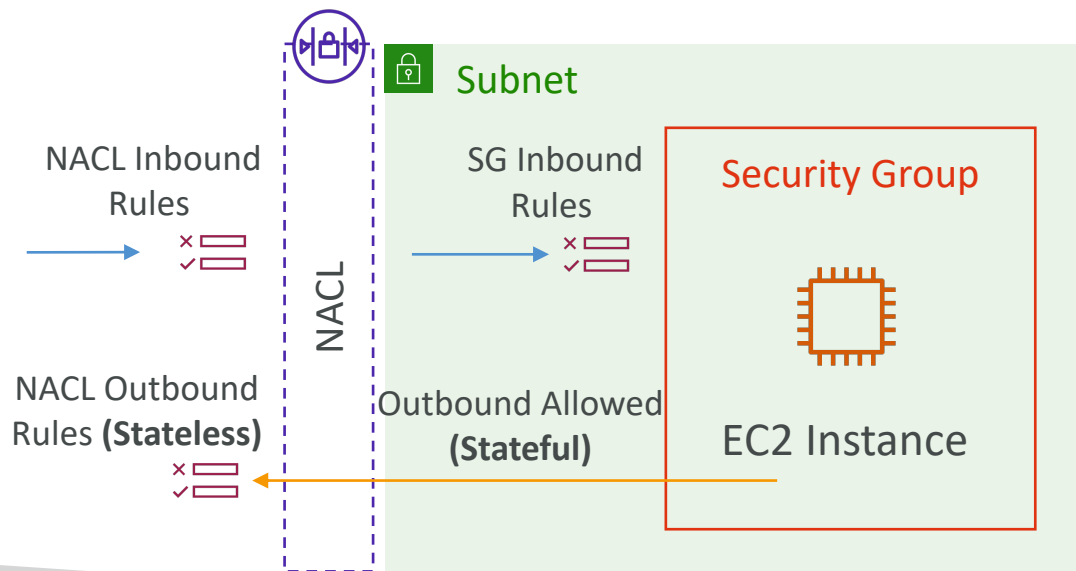 Subnet
NACL Inbound
Rules
SG Inbound
Rules
Security Group
NACL
NACL Outbound
Rules (Stateless)
Outbound Allowed
(Stateful)
EC2 Instance